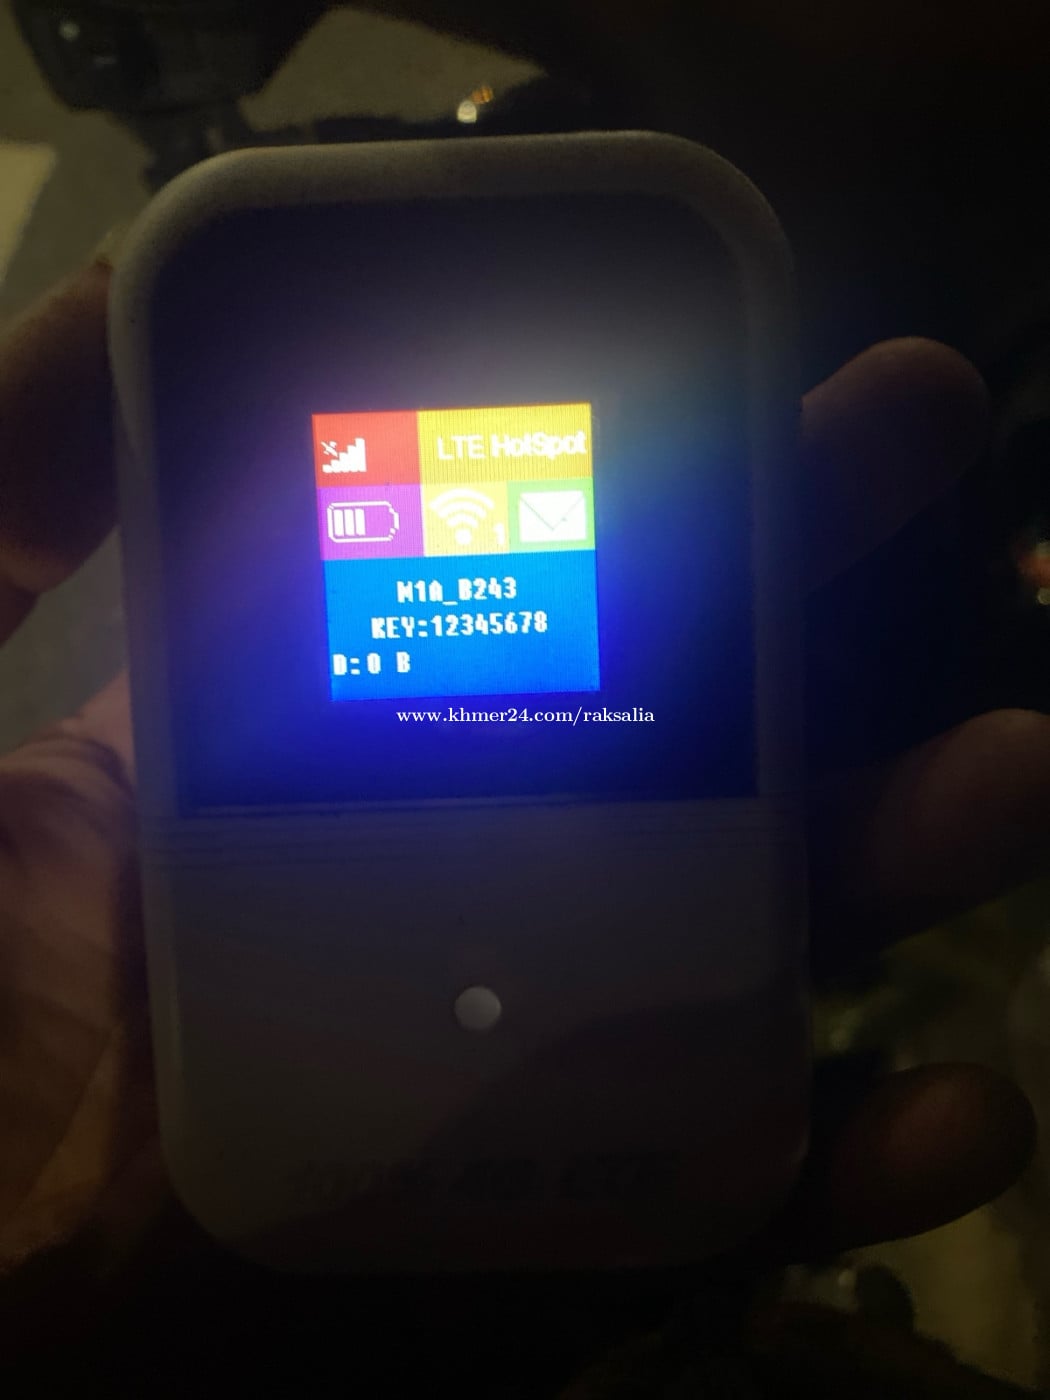 LTE HotSpot
1
M1A_B243
KEY:12345678
D:0 B
www.khmer24.com/raksalia